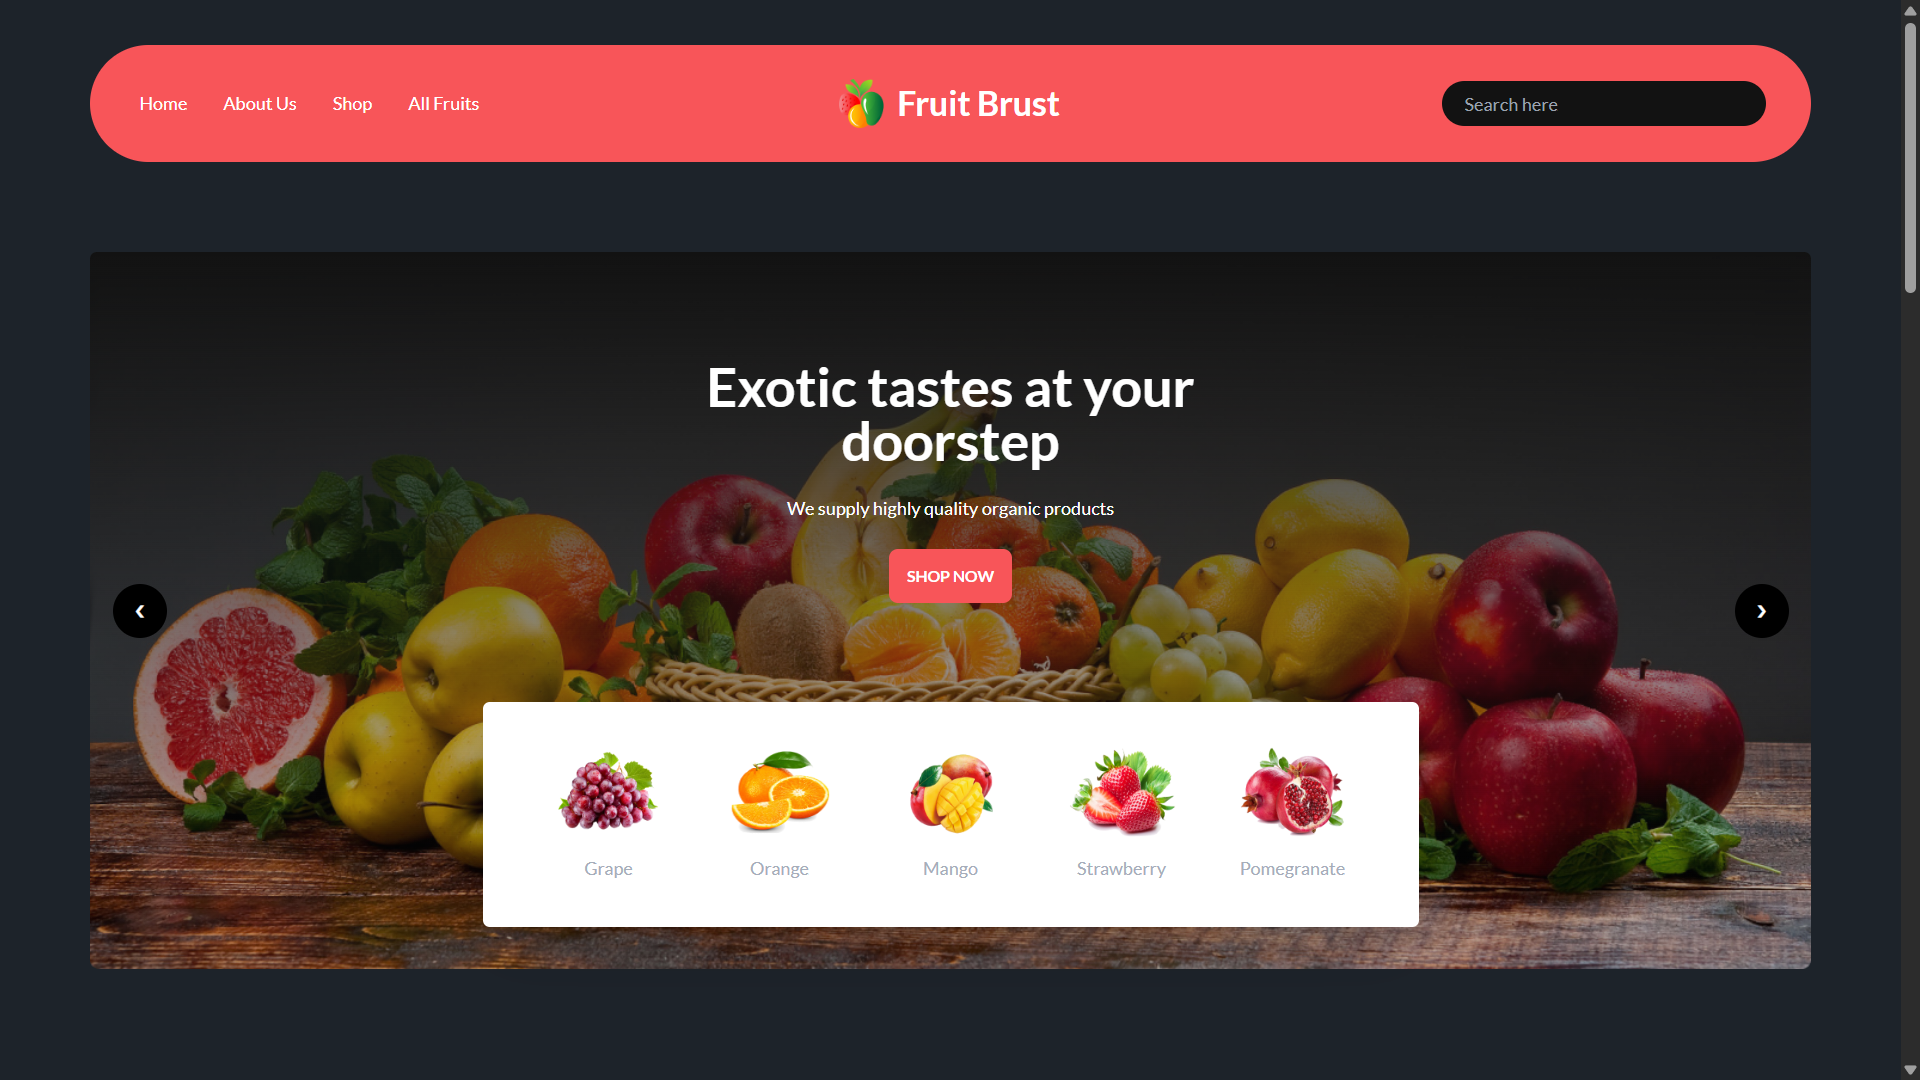 Home
About Us
Shop
All Fruits
Fruit Brust
Search here
Exotic tastes at your
doorstep
We supply highly quality organic products
SHOP NOW
‹
›
Grape
Orange
Mango
Strawberry
Pomegranate